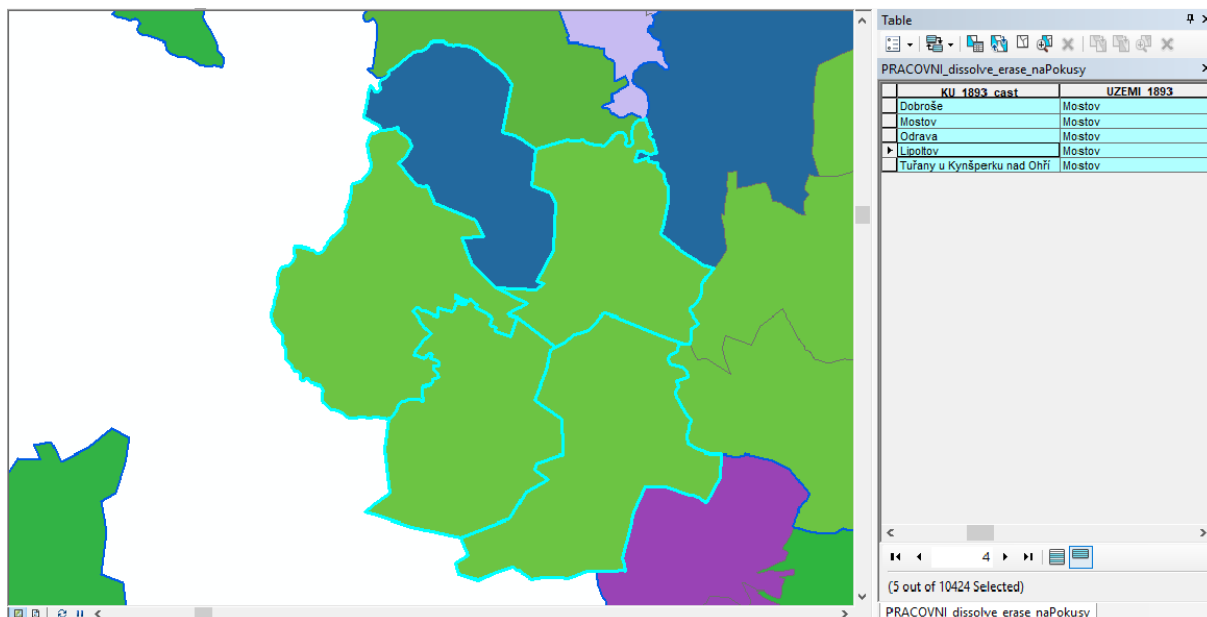 Table
PRACOVNI_dissolve_erase_naPokusy
KU_1893_cast UZEMI_1893
Dobroše Mostov
Mostov Mostov
Odrava Mostov
Lipoltov Mostov
Tuřany u Kynšperku nad Ohří Mostov
4
(5 out of 10424 Selected)
PRACOVNI_dissolve_erase_naPokusy